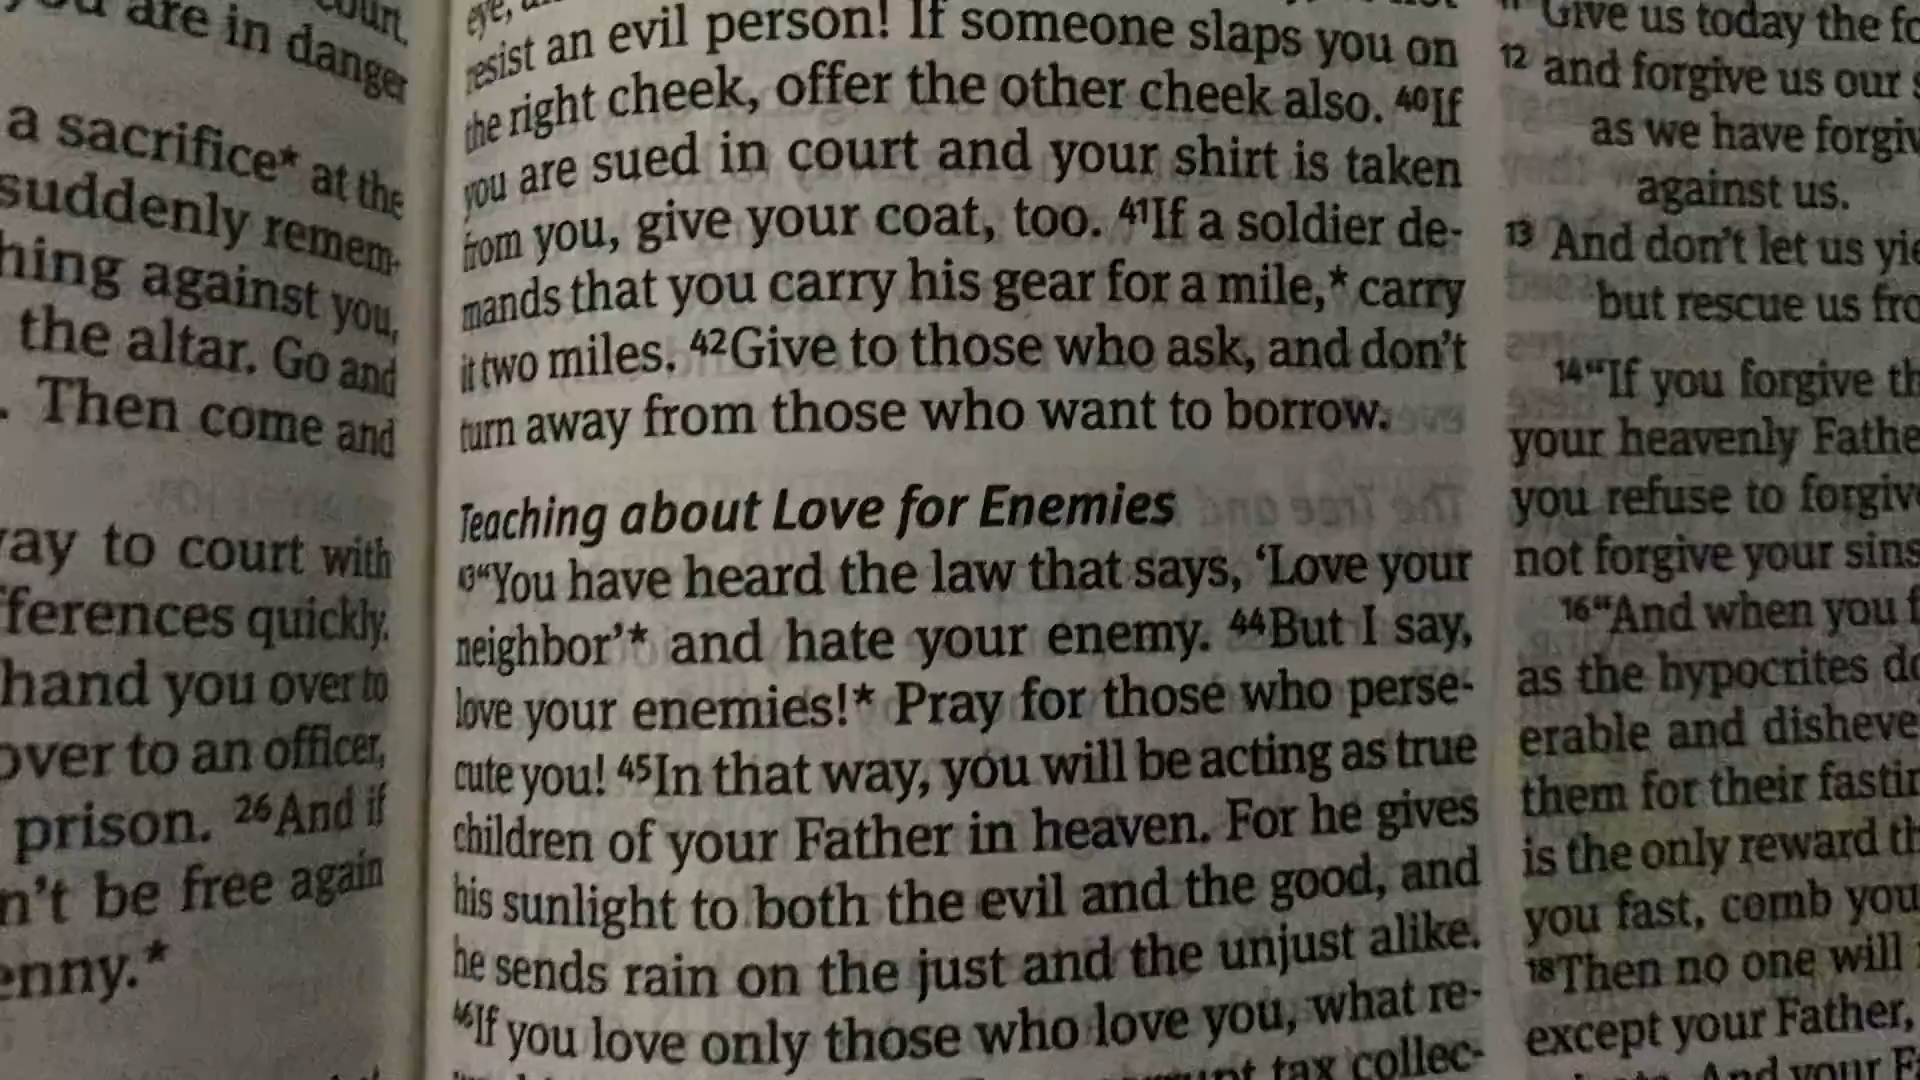 court.
you are in danger
a sacrifice* at the
suddenly remem-
hing against you,
the altar. Go and
. Then come and
ay to court with
ferences quickly.
hand you over to
over to an officer,
prison. 26And if
n't be free again
enny.*
eye,
resist an evil person! If someone slaps you on
the right cheek, offer the other cheek also. 40If
you are sued in court and your shirt is taken
from you, give your coat, too. 41If a soldier de-
mands that you carry his gear for a mile,* carry
it two miles. 42Give to those who ask, and don't
turn away from those who want to borrow.
Teaching about Love for Enemies
43“You have heard the law that says, ‘Love your
neighbor’* and hate your enemy. 44But I say,
love your enemies!* Pray for those who perse-
cute you! 45In that way, you will be acting as true
children of your Father in heaven. For he gives
his sunlight to both the evil and the good, and
he sends rain on the just and the unjust alike.
46If you love only those who love you, what re-
tax collec-
11 Give us today the fo
12 and forgive us our s
as we have forgiv
against us.
13 And don't let us yie
but rescue us fro
14“If you forgive th
your heavenly Fathe
you refuse to forgive
not forgive your sins
16“And when you f
as the hypocrites do
erable and disheve
them for their fastin
is the only reward th
you fast, comb you
18Then no one will
except your Father,
And your F